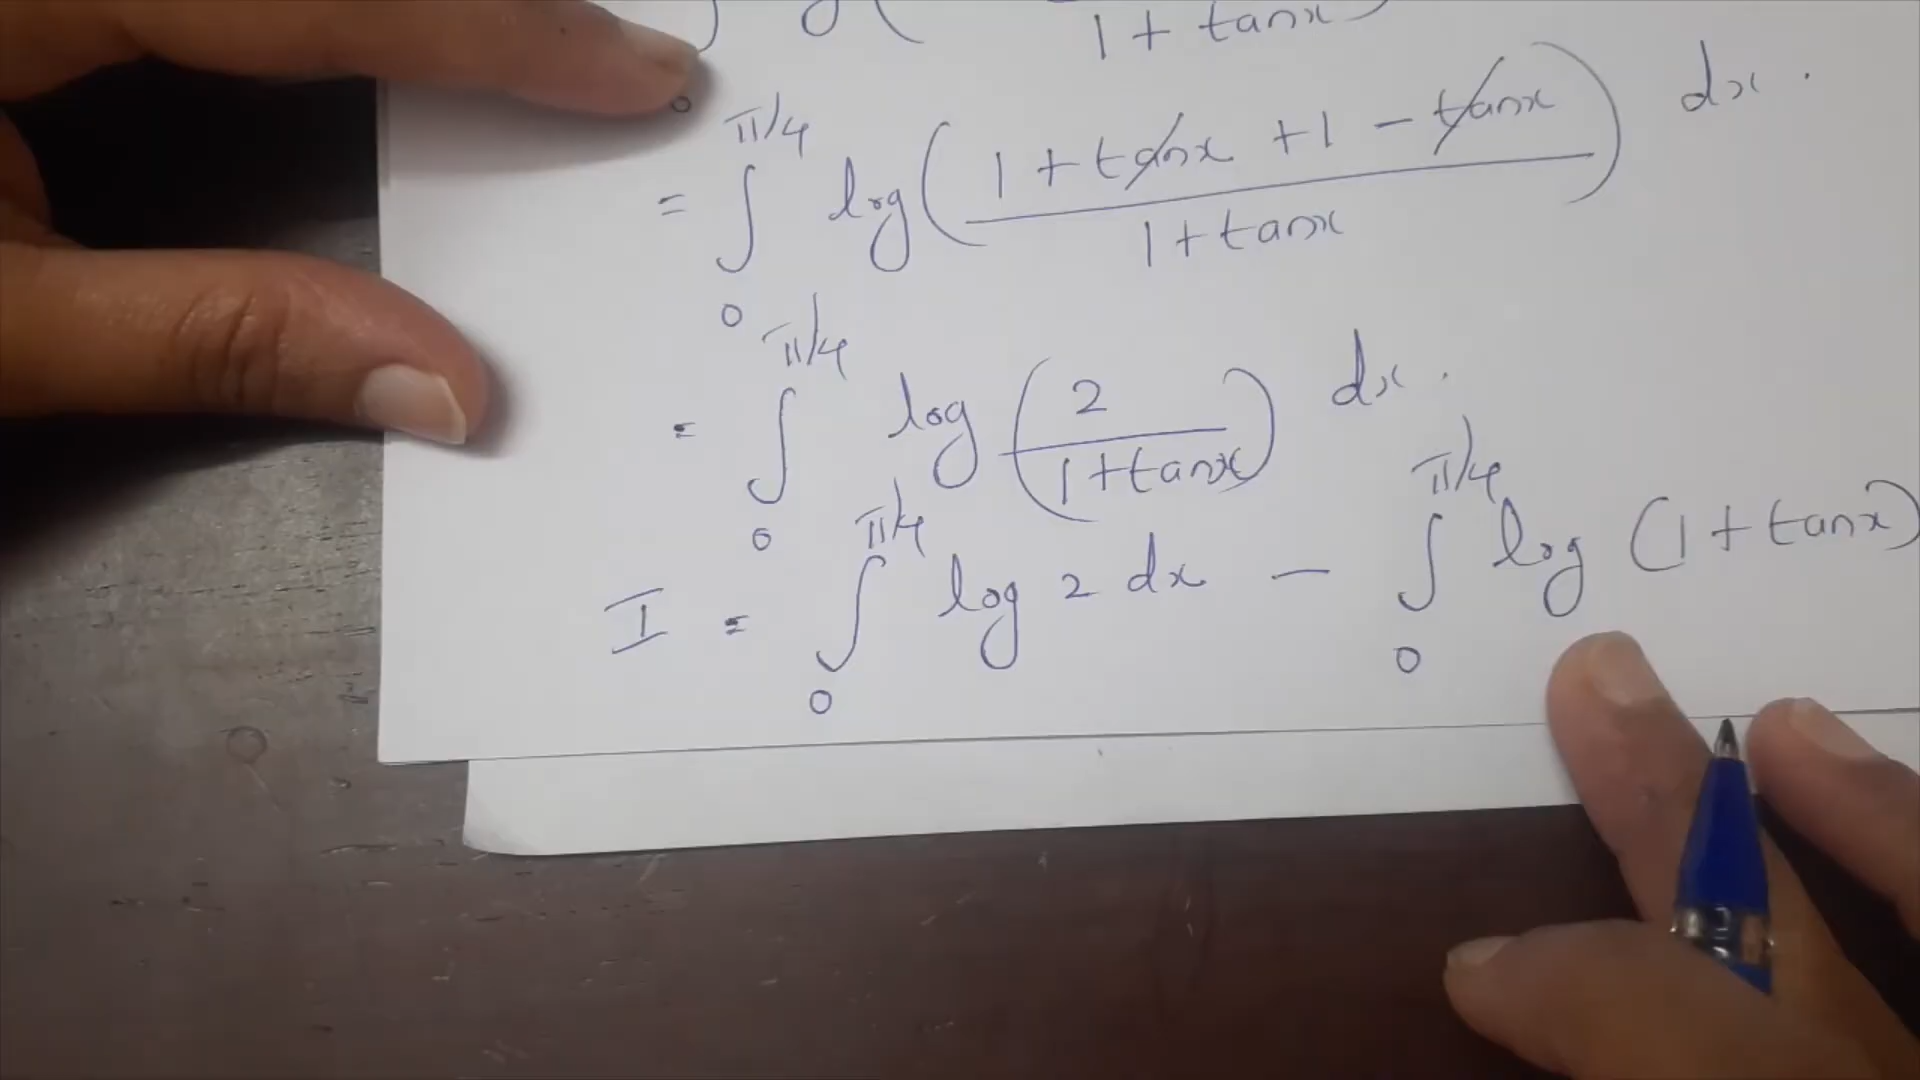 1 + tanx
0
= ∫ 0 π/4 log ( 1 + tanx + 1 - tanx / 1 + tanx ) dx .
= ∫ 0 π/4 log ( 2 / 1 + tanx ) dx .
I = ∫ 0 π/4 log 2 dx - ∫ 0 π/4 log (1 + tanx)